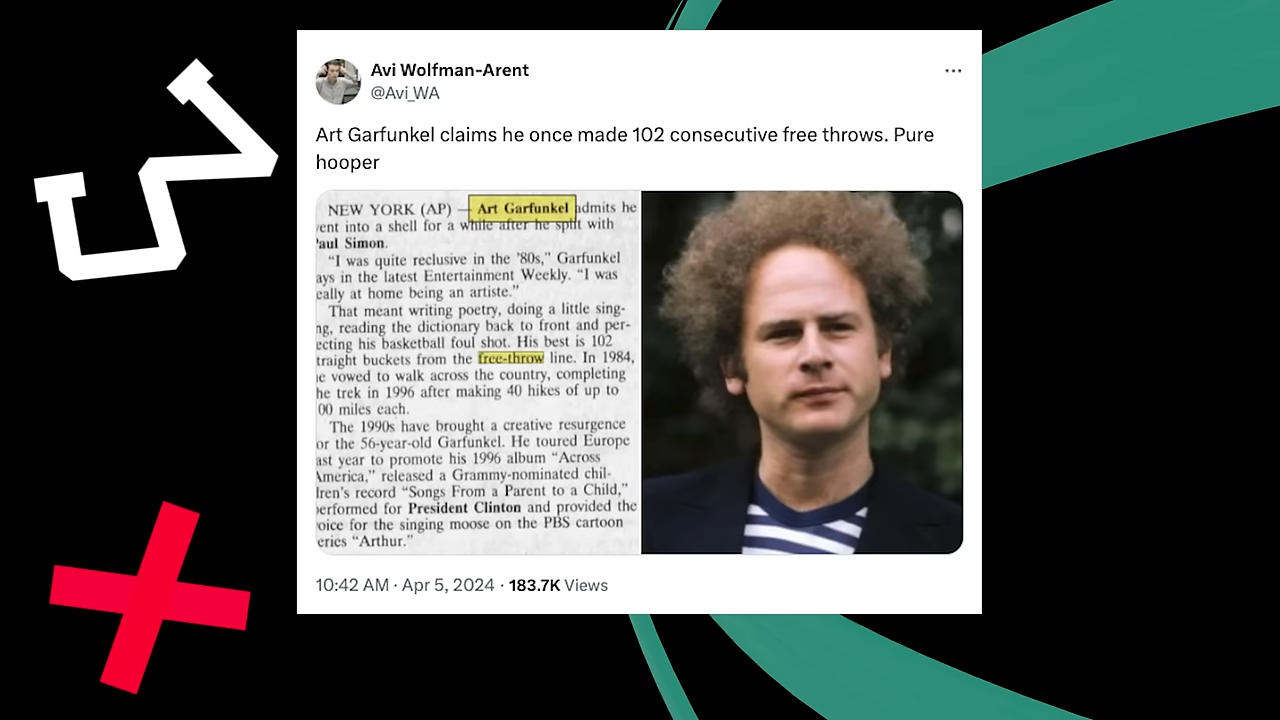 Avi Wolfman-Arent
@Avi_WA
Art Garfunkel claims he once made 102 consecutive free throws. Pure
hooper
NEW YORK (AP) — Art Garfunkel admits he
ent into a shell for a while after he split with
aul Simon.
"I was quite reclusive in the '80s," Garfunkel
ays in the latest Entertainment Weekly. "I was
eally at home being an artiste."
That meant writing poetry, doing a little sing-
ng, reading the dictionary back to front and per-
ecting his basketball foul shot. His best is 102
traight buckets from the free-throw line. In 1984,
e vowed to walk across the country, completing
he trek in 1996 after making 40 hikes of up to
00 miles each.
The 1990s have brought a creative resurgence
or the 56-year-old Garfunkel. He toured Europe
ast year to promote his 1996 album "Across
America," released a Grammy-nominated chil-
dren's record "Songs From a Parent to a Child,"
performed for President Clinton and provided the
voice for the singing moose on the PBS cartoon
eries "Arthur."
10:42 AM · Apr 5, 2024 · 183.7K Views